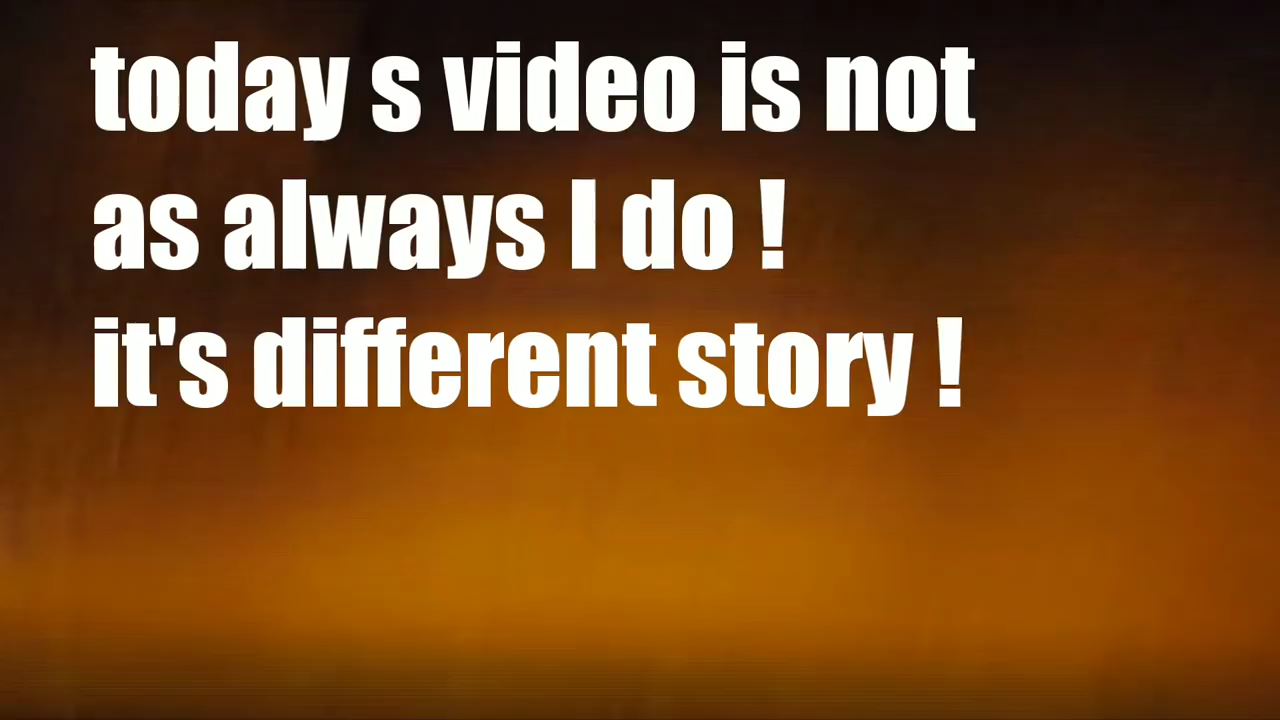 today s video is not
as always I do !
it's different story !